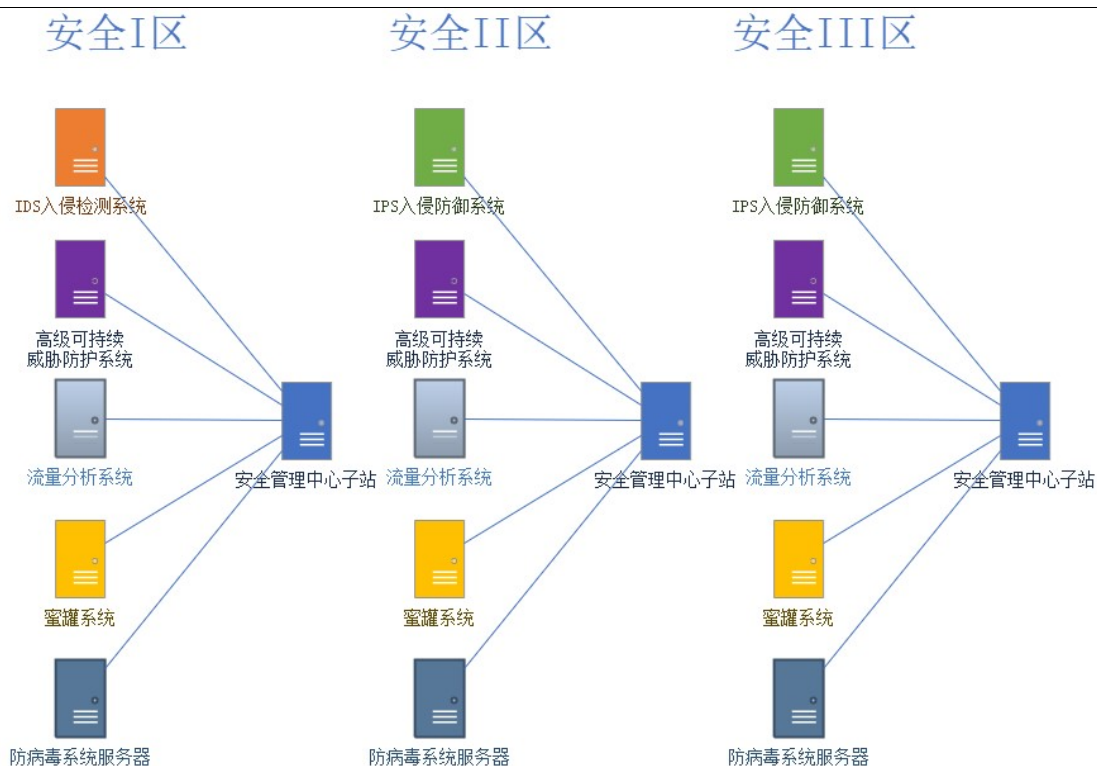 安全I区
安全II区
安全III区
IDS入侵检测系统
IPS入侵防御系统
IPS入侵防御系统
高级可持续
威胁防护系统
高级可持续
威胁防护系统
高级可持续
威胁防护系统
流量分析系统
安全管理中心子站
流量分析系统
安全管理中心子站
流量分析系统
安全管理中心子站
蜜罐系统
蜜罐系统
蜜罐系统
防病毒系统服务器
防病毒系统服务器
防病毒系统服务器